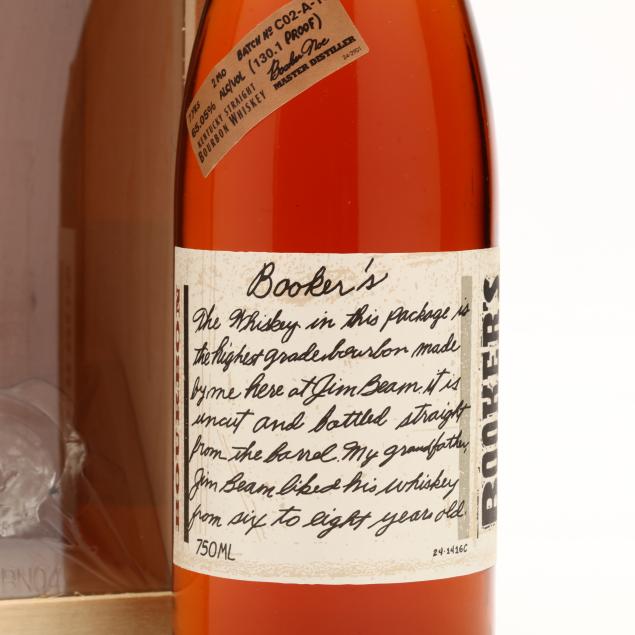 7 YRS 2 MO BATCH Nº C02-A-1
65.05% ALC/VOL (130.1 PROOF)
KENTUCKY STRAIGHT
BOURBON WHISKEY
Booker Noe
MASTER DISTILLER
Booker's
The Whiskey in this package is
the highest grade bourbon made
by me here at Jim Beam. it is
uncut and bottled straight
from the barrel. My grandfather,
Jim Beam liked his whiskey
from six to eight years old.
750ML
24-1416C
BOOKER'S